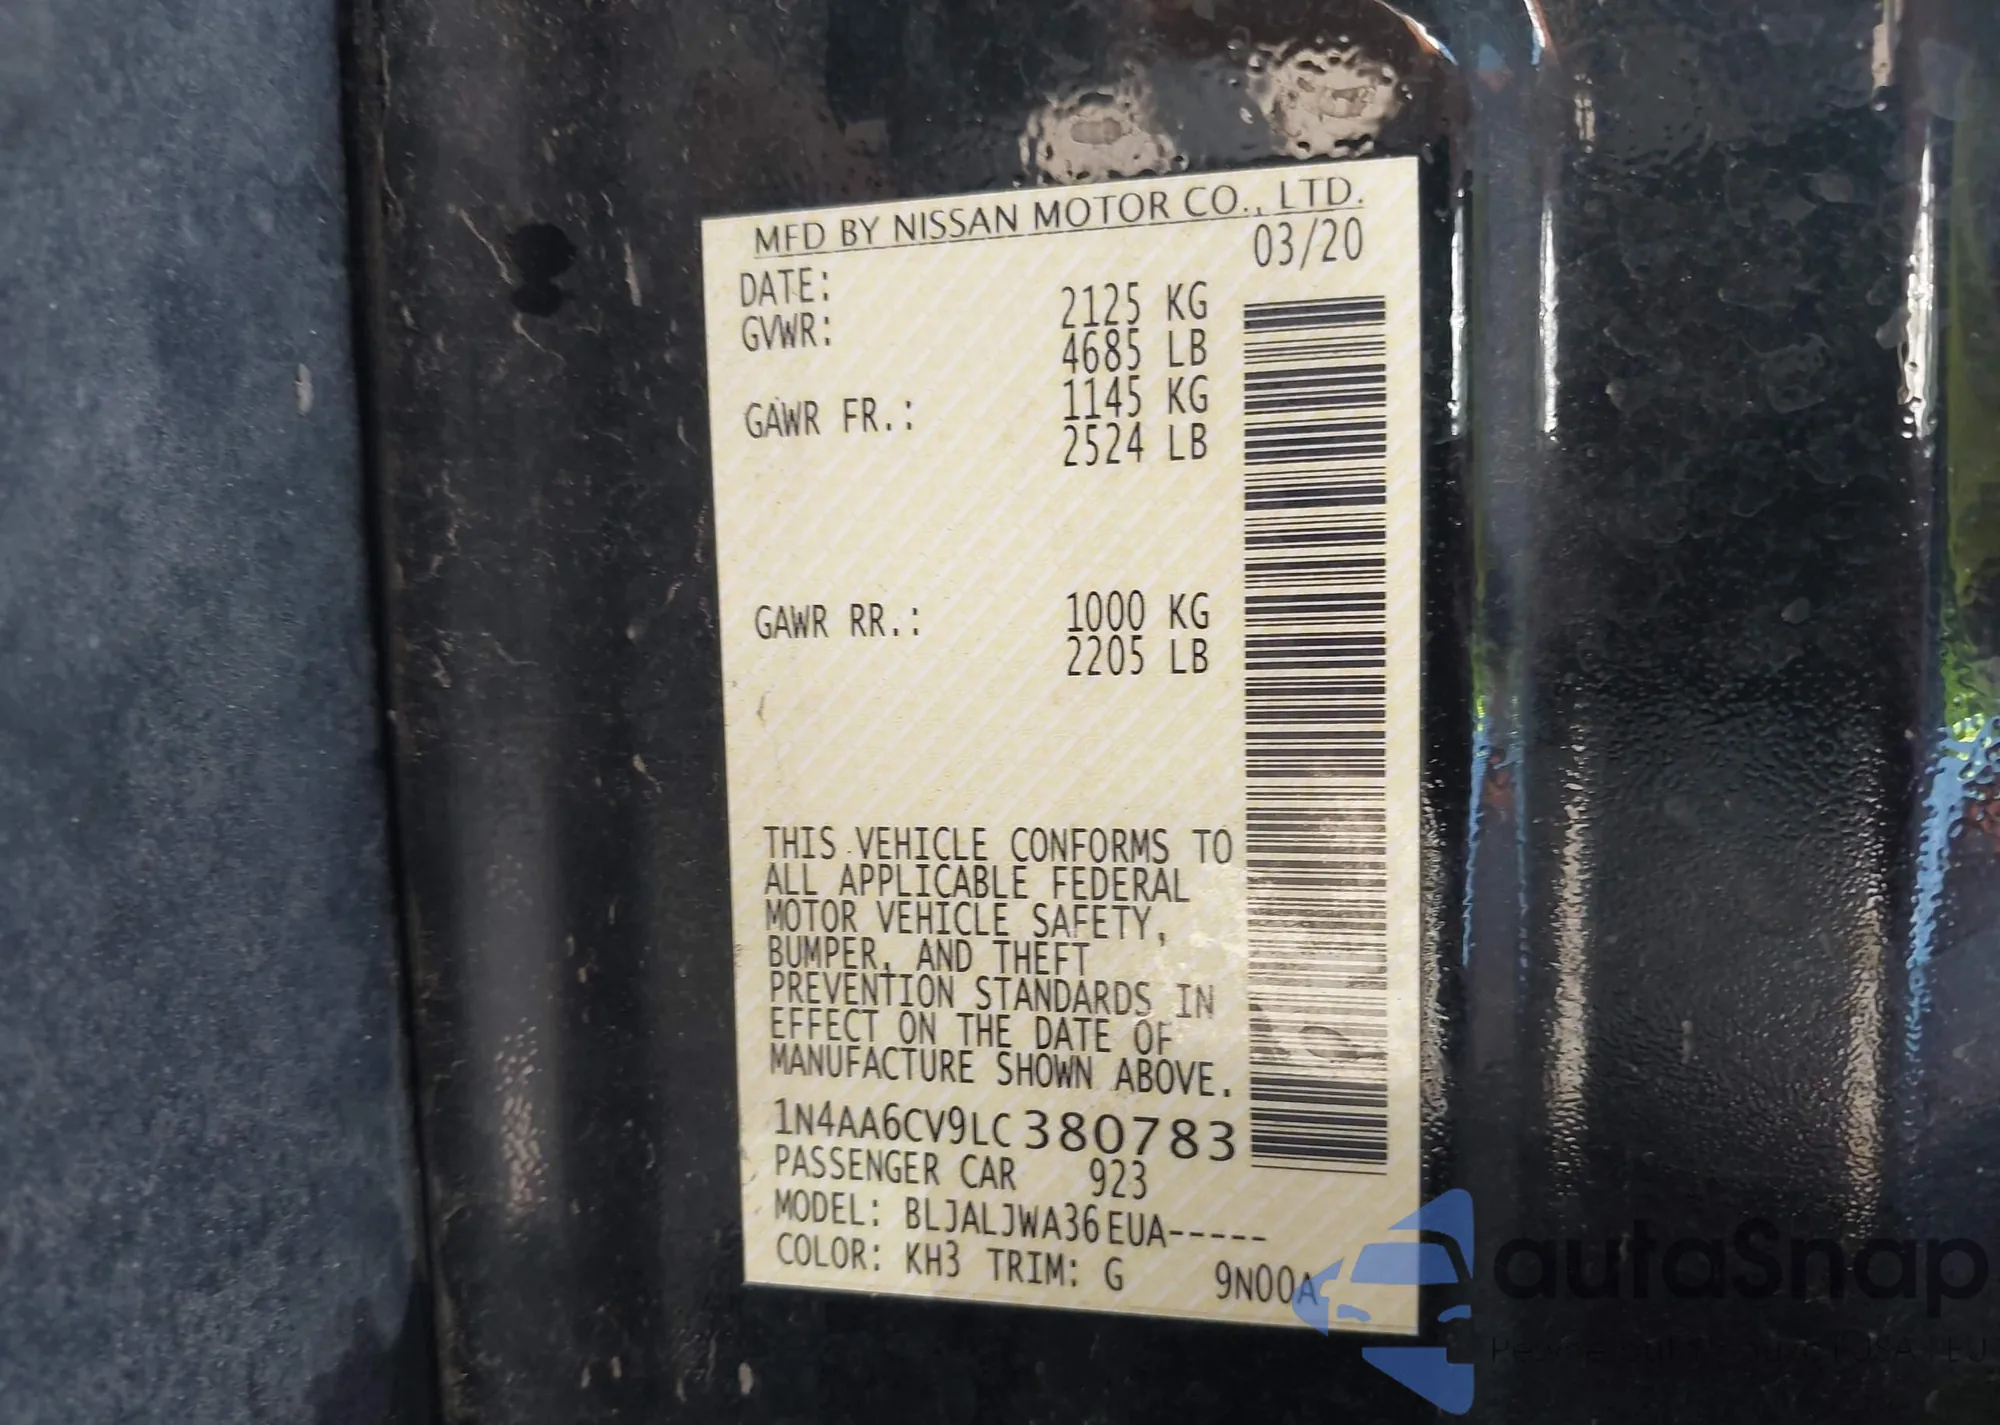 MFD BY NISSAN MOTOR CO., LTD.
DATE: 03/20
GVWR: 2125 KG
4685 LB
GAWR FR.: 1145 KG
2524 LB
GAWR RR.: 1000 KG
2205 LB
THIS VEHICLE CONFORMS TO
ALL APPLICABLE FEDERAL
MOTOR VEHICLE SAFETY,
BUMPER, AND THEFT
PREVENTION STANDARDS IN
EFFECT ON THE DATE OF
MANUFACTURE SHOWN ABOVE.
1N4AA6CV9LC380783
PASSENGER CAR 923
MODEL: BLJALJWA36EUA-----
COLOR: KH3 TRIM: G 9N00A
autaSnap